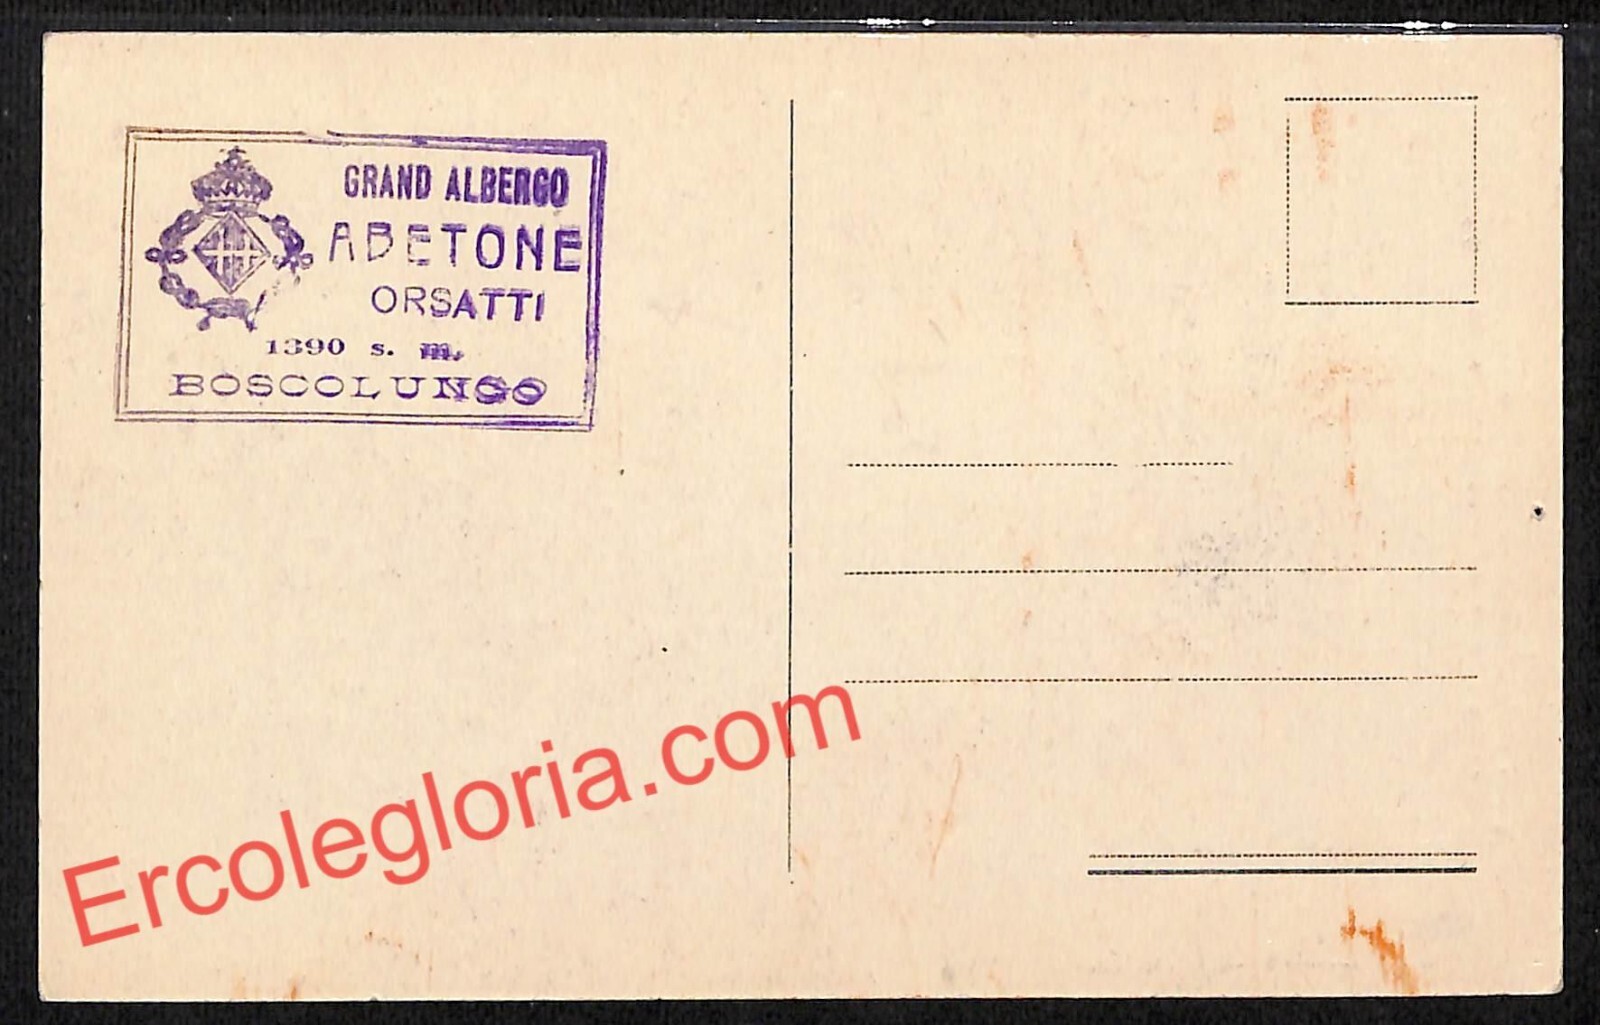 GRAND ALBERGO
ABETONE
ORSATTI
1390 s. m.
BOSCOLUNGO
Ercolegloria.com